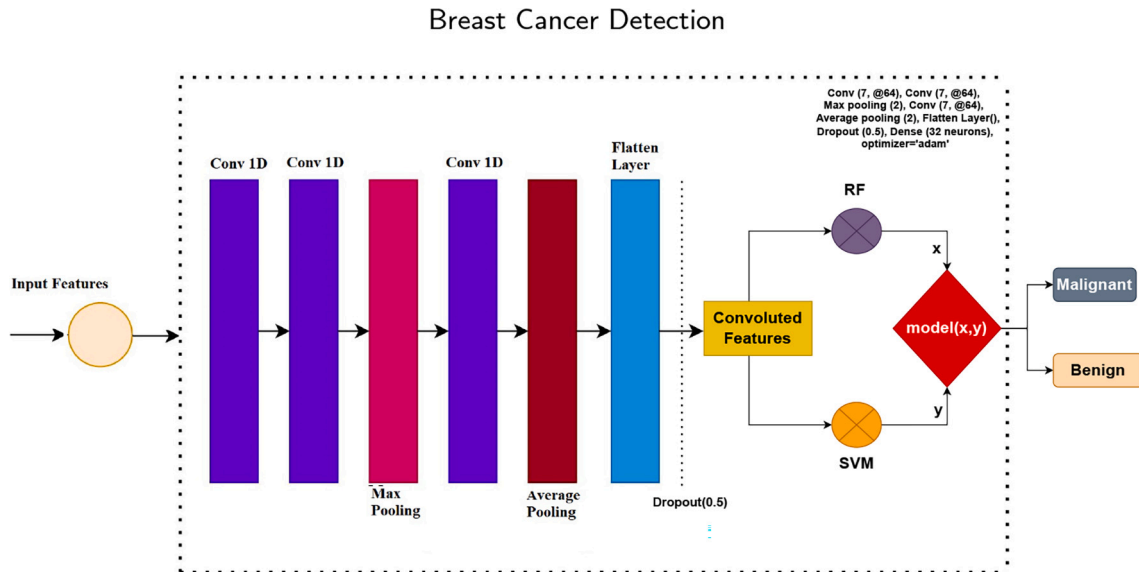 Breast Cancer Detection
Conv (7, @64), Conv (7, @64),
Max pooling (2), Conv (7, @64),
Average pooling (2), Flatten Layer(),
Dropout (0.5), Dense (32 neurons),
optimizer='adam'
Conv 1D
Conv 1D
Conv 1D
Flatten
Layer
RF
x
Input Features
Malignant
Convoluted
Features
model(x,y)
Benign
y
SVM
Max
Pooling
Average
Pooling
Dropout(0.5)